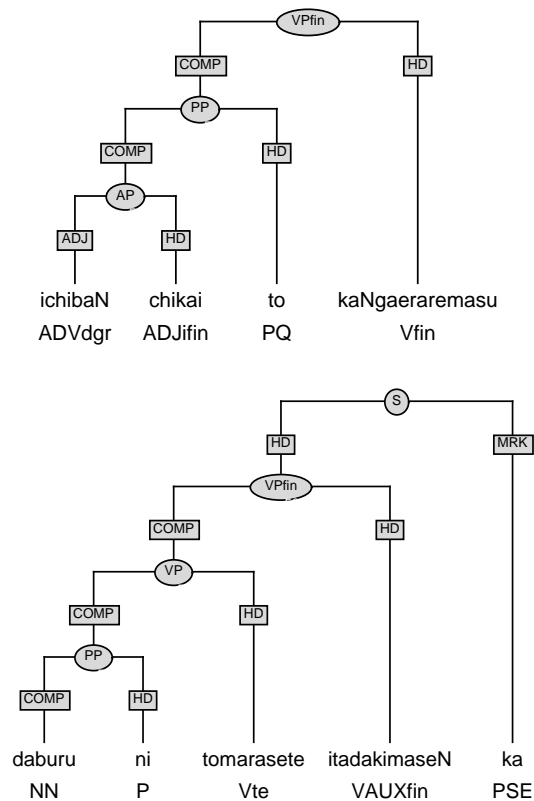 VPfin
COMP HD
PP
COMP HD
AP
ADJ HD
ichibaN chikai to kaNgaeraremasu
ADVdgr ADJifin PQ Vfin
S
HD MRK
VPfin
COMP HD
VP
COMP HD
PP
COMP HD
daburu ni tomarasete itadakimaseN ka
NN P Vte VAUXfin PSE